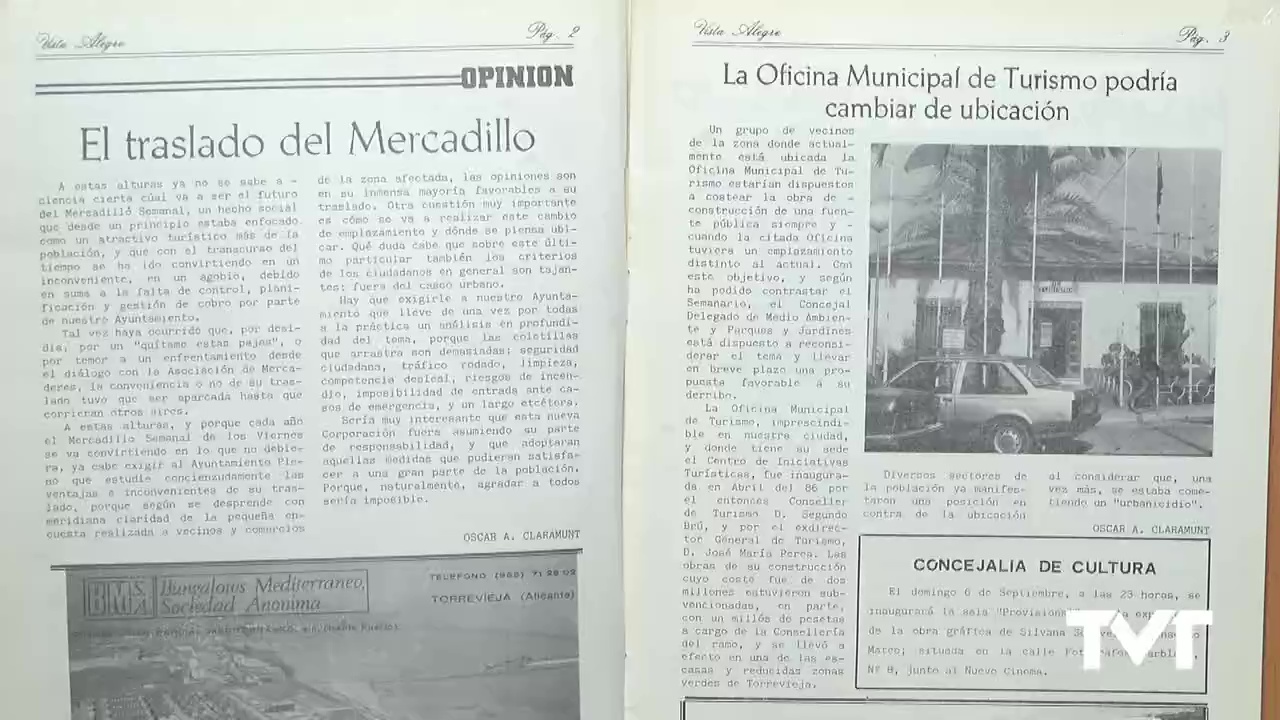 Vista Alegre
Pág. 2
OPINION
El traslado del Mercadillo
A estas alturas ya no se sabe a -
ciencia cierta cúal va a ser el futuro
del Mercadilló Semanal, un hecho social
que desde un principio estaba enfocado
como un atractivo turístico más de la
población, y que con el transcurso del
tiempo se ha ido convirtiendo en un
inconveniente, en un agobio, debido
en suma a la falta de control, plani-
ficación y gestión de cobro por parte
de nuestro Ayuntamiento.
Tal vez haya ocurrido que, por desi-
dia, por un "quítame estas pajas", o
por temor a un enfrentamiento desde
el diálogo con la Asociación de Merca-
deres, la conveniencia o no de su tras-
lado tuvo que ser aparcada hasta que
corrieran otros aires.
A estas alturas, y porque cada año
el Mercadillo Semanal de los Viernes
se va convirtiendo en lo que no debie-
ra, ya cabe exigir al Ayuntamiento Ple-
no que estudie concienzudamente las
ventajas e inconvenientes de su tras-
lado, porque según se desprende con
meridiana claridad de la pequeña en-
cuesta realizada a vecinos y comercios
de la zona afectada, las opiniones son
en su inmensa mayoría favorables a su
traslado. Otra cuestión muy importante
es cómo se va a realizar este cambio
de emplazamiento y dónde se piensa ubi-
car. Qué duda cabe que sobre este últi-
mo particular también los criterios
de los ciudadanos en general son tajan-
tes: fuera del casco urbano.
Hay que exigirle a nuestro Ayunta-
miento que lleve de una vez por todas
a la práctica un análisis en profundi-
dad del tema, porque las coletillas
que arrastra son demasiadas: seguridad
ciudadana, tráfico rodado, limpieza,
competencia desleal, riesgos de incen-
dio, imposibilidad de entrada ante ca-
sos de emergencia, y un largo etcétera.
Sería muy interesante que esta nueva
Corporación fuera asumiendo su parte
de responsabilidad, y que adoptaran
aquellas medidas que pudieran satisfa-
cer a una gran parte de la población.
Porque, naturalmente, agradar a todos
sería imposible.
OSCAR A. CLARAMUNT
Bungalows Mediterraneo,
Sociedad Anonima
TELEFONO (965) 71 28 02
TORREVIEJA (Alicante)
Vista Alegre
Pág. 3
La Oficina Municipal de Turismo podría
cambiar de ubicación
Un grupo de vecinos
de la zona donde actual-
mente está ubicada la
Oficina Municipal de Tu-
rismo estarían dispuestos
a costear la obra de -
construcción de una fuen-
te pública siempre y -
cuando la citada Oficina
tuviera un emplazamiento
distinto al actual. Con
este objetivo, y según
ha podido contrastar el
Semanario, el Concejal
Delegado de Medio Ambien-
te y Parques y Jardines
está dispuesto a reconsi-
derar el tema y llevar
en breve plazo una pro-
puesta favorable a su
derribo.
La Oficina Municipal
de Turismo, imprescindi-
ble en nuestra ciudad,
y donde tiene su sede
el Centro de Iniciativas
Turísticas, fue inaugura-
da en Abril del 86 por
el entonces Conseller
de Turismo D. Segundo
Brú, y por el exdirec-
tor General de Turismo,
D. José María Perea. Las
obras de su construcción
cuyo coste fue de dos
millones estuvieron sub-
vencionadas, en parte,
con un millón de pesetas
a cargo de la Consellería
del ramo, y se llevó a
efecto en una de las es-
casas y reducidas zonas
verdes de Torrevieja.
Diversos sectores de
la población ya manifes-
taron una posición en
contra de la ubicación
al considerar que, una
vez más, se estaba come-
tiendo un "urbanicidio".
OSCAR A. CLARAMUNT
CONCEJALIA DE CULTURA
El domingo 6 de Septiembre, a las 23 horas, se
inaugurará la sala "Provisional
de la obra gráfica de Silvana
Mateo; situada en la calle
Nº 8, junto al Nuevo Cinema.
TVT